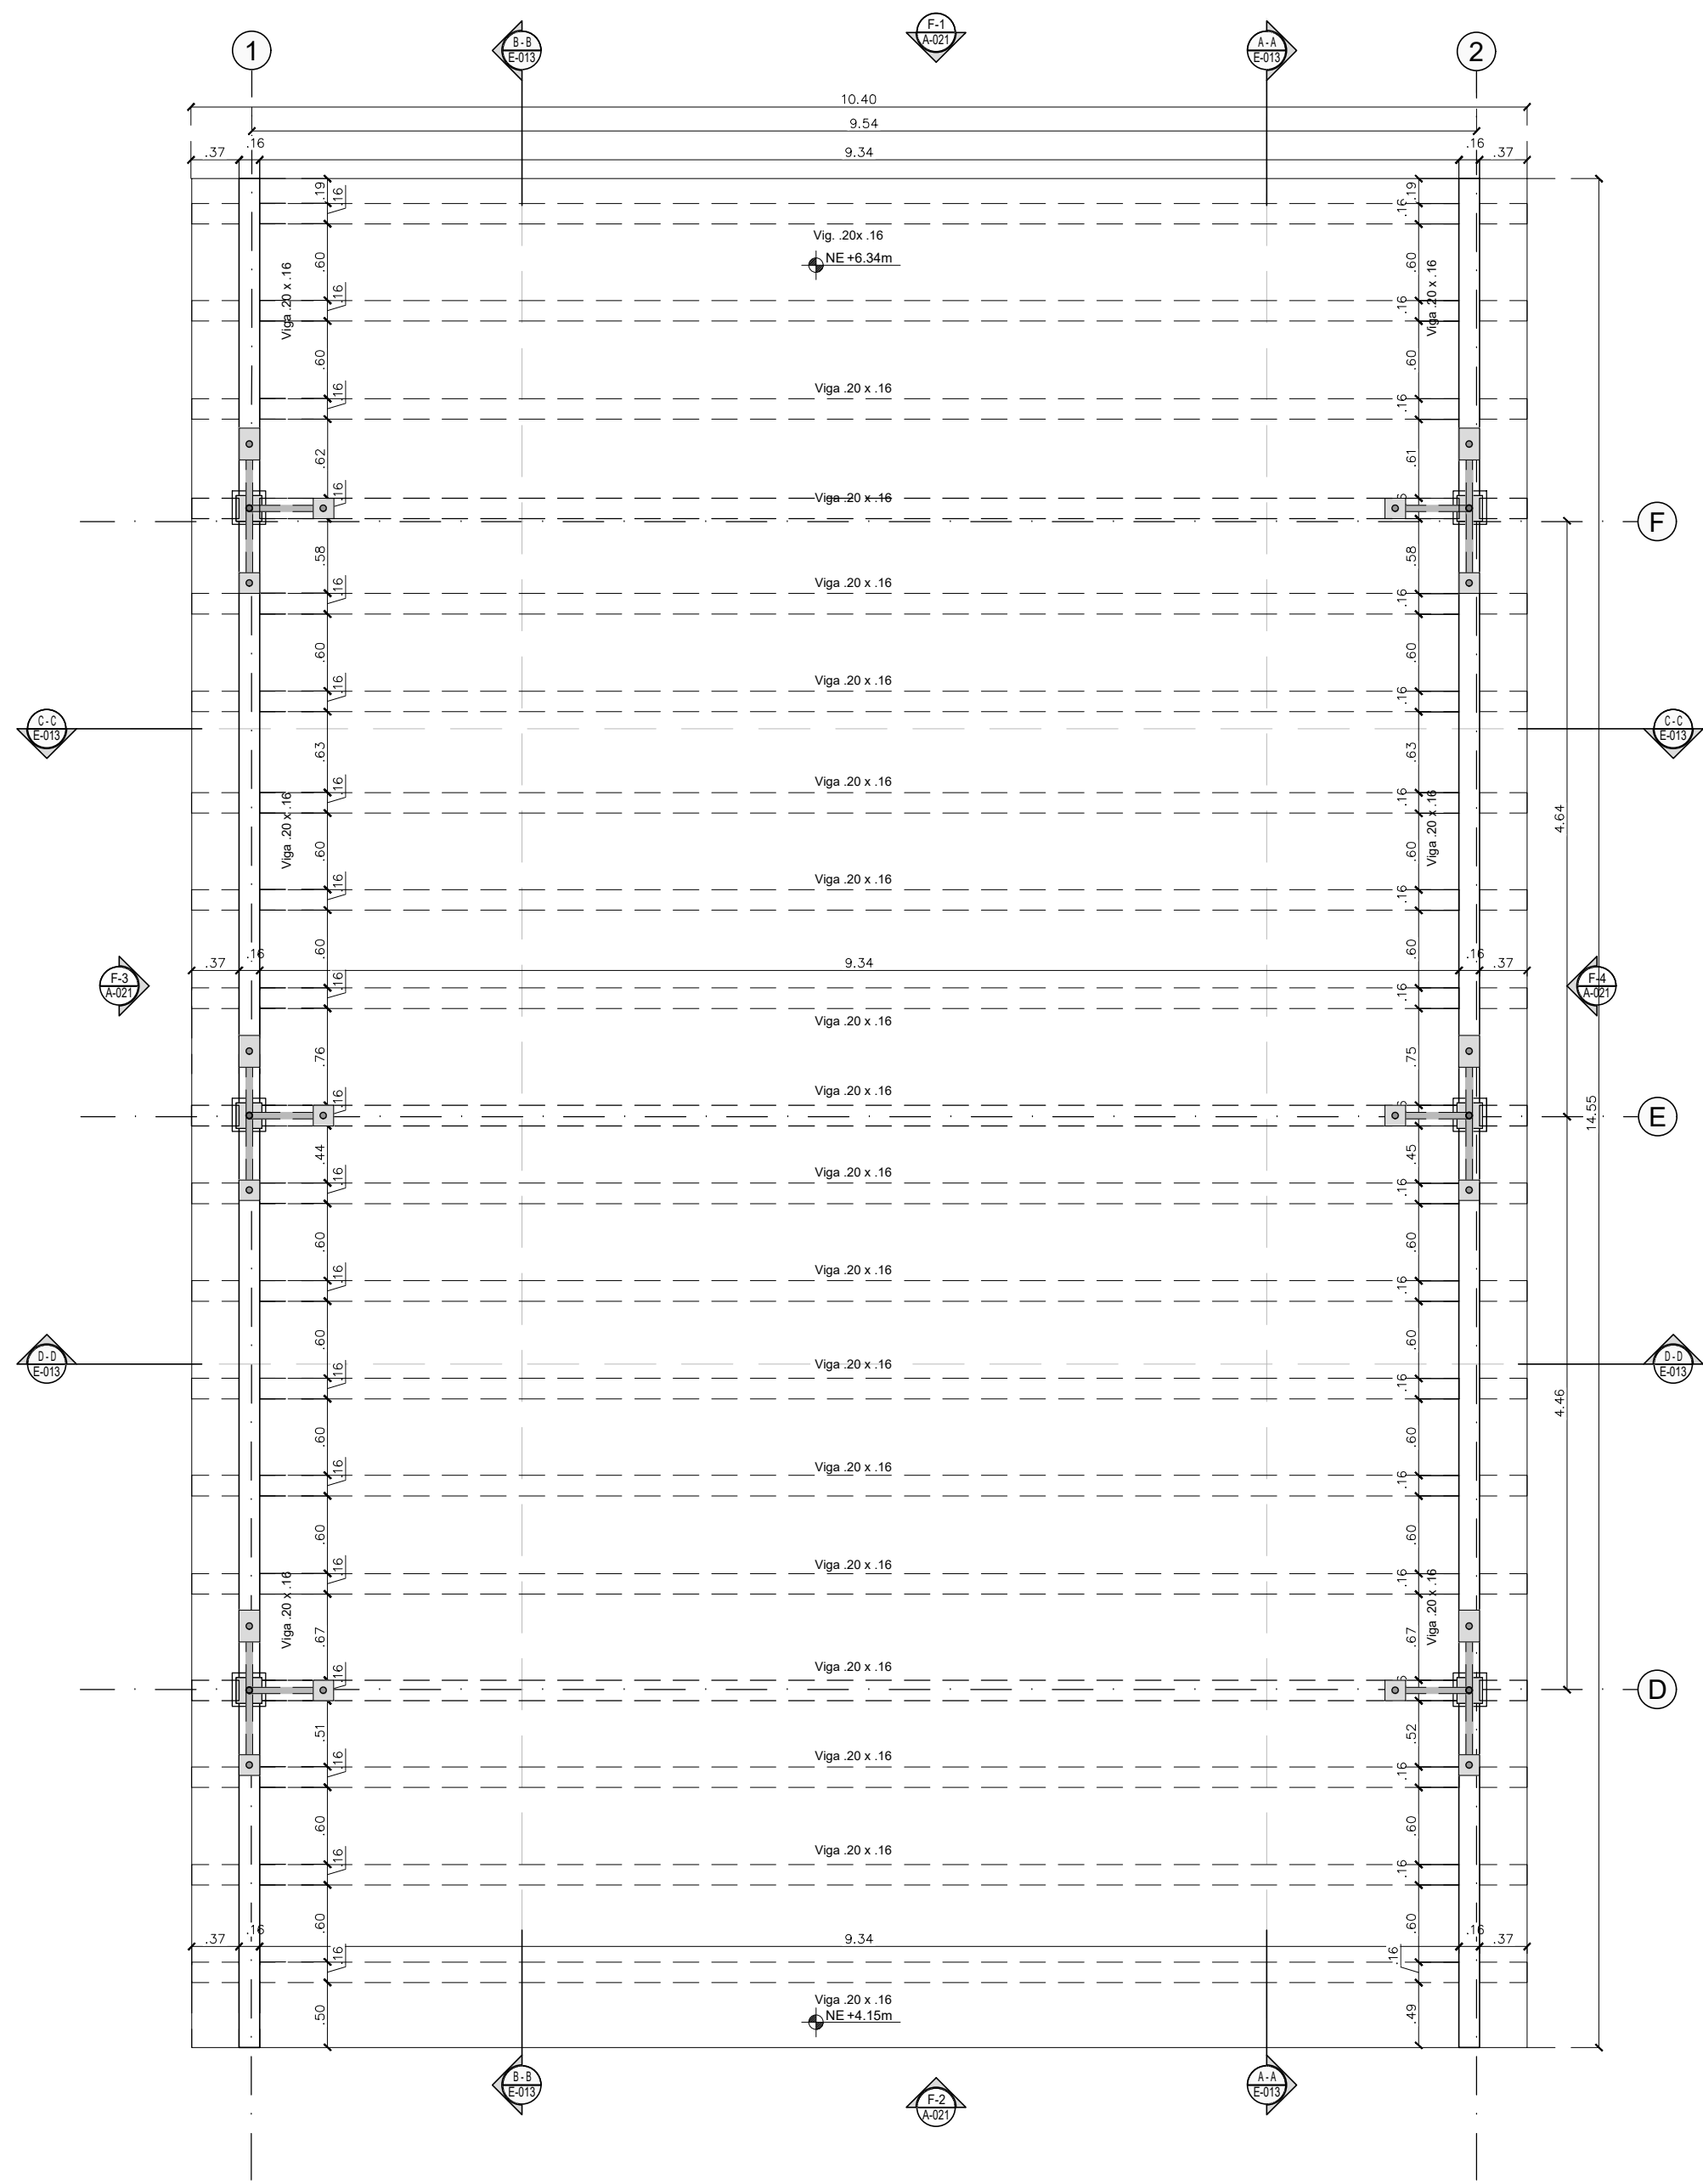 F-1
A-021
1
B-B
E-013
A-A
E-013
2
10.40
9.54
.37
.16
9.34
.16
.37
.19
.16
.16
.19
Vig. .20x .16
NE +6.34m
.60
.60
Viga .20 x .16
Viga .20 x .16
.16
.16
.60
.60
.16
Viga .20 x .16
.16
.62
.61
.16
Viga .20 x .16
F
.58
.58
.16
Viga .20 x .16
.16
.60
.60
.16
Viga .20 x .16
.16
C-C
E-013
C-C
E-013
.63
.63
.16
Viga .20 x .16
.16
Viga .20 x .16
Viga .20 x .16
4.64
.60
.60
.16
Viga .20 x .16
.16
.60
.60
.37
.16
9.34
.16
.37
F-3
A-021
.16
.16
F-4
A-021
Viga .20 x .16
.76
.75
.16
Viga .20 x .16
14.55
E
.44
.45
.16
Viga .20 x .16
.16
.60
.60
.16
Viga .20 x .16
.16
.60
.60
D-D
E-013
Viga .20 x .16
D-D
E-013
.16
.16
4.46
.60
.60
.16
Viga .20 x .16
.16
.60
.60
.16
Viga .20 x .16
.16
Viga .20 x .16
Viga .20 x .16
.67
.67
.16
Viga .20 x .16
D
.51
.52
.16
Viga .20 x .16
.16
.60
.60
.16
Viga .20 x .16
.16
.60
.60
.37
.16
9.34
.16
.37
.16
.16
Viga .20 x .16
NE +4.15m
.50
.49
B-B
E-013
A-A
E-013
F-2
A-021